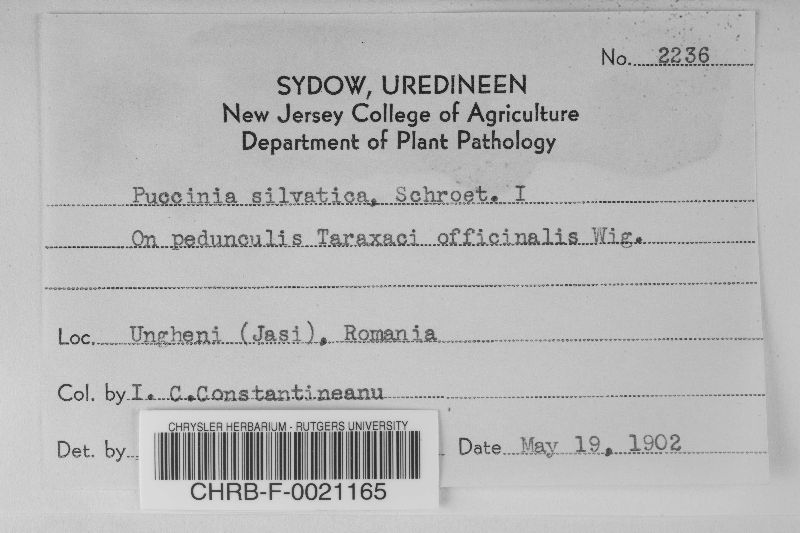 No. 2236
SYDOW, UREDINEEN
New Jersey College of Agriculture
Department of Plant Pathology
Puccinia silvatica, Schroet. I
On pedunculis Taraxaci officinalis Wig.
Loc. Ungheni (Jasi), Romania
Col. by I. C.Constantineanu
Det. by
Date May 19, 1902
CHRYSLER HERBARIUM - RUTGERS UNIVERSITY
CHRB-F-0021165